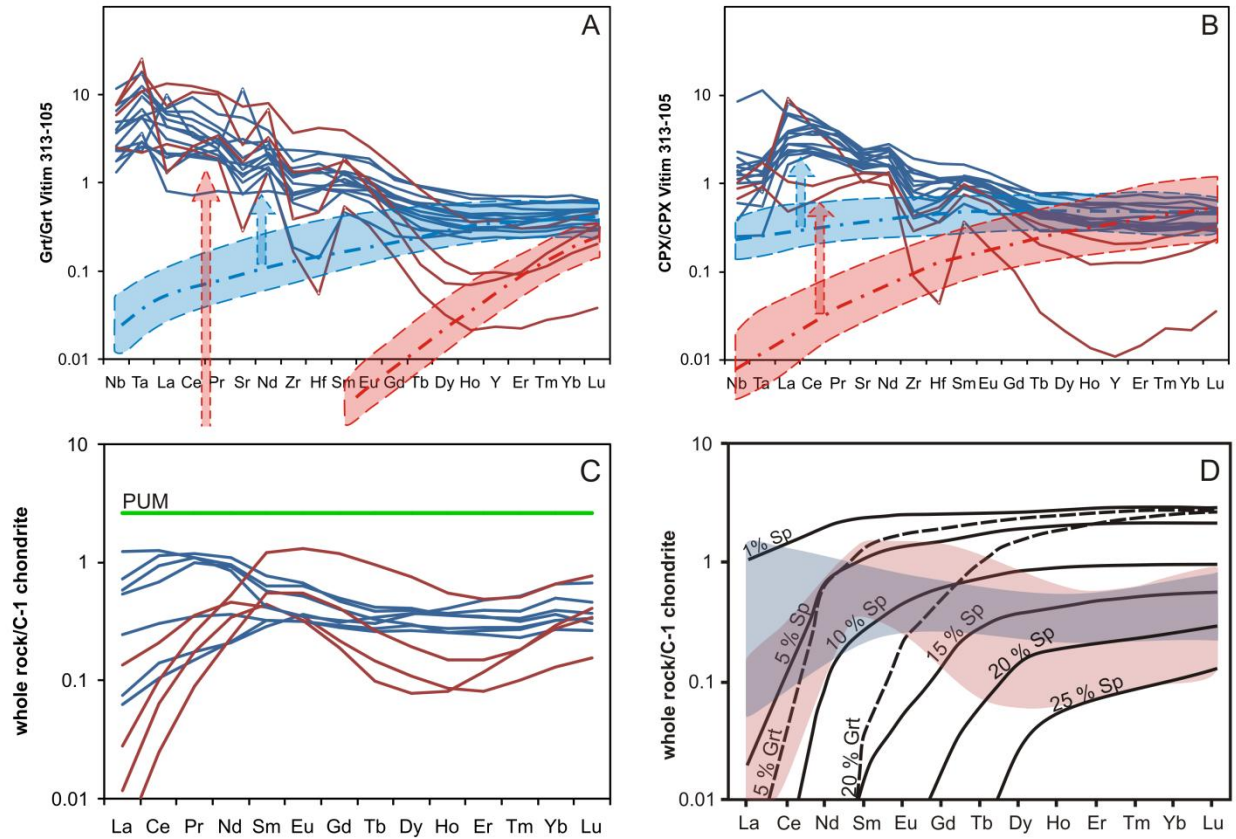 A
Grt/Grt Vitim 313-105
10
1
0.1
0.01
Nb Ta La Ce Pr Sr Nd Zr Hf Sm Eu Gd Tb Dy Ho Y Er Tm Yb Lu
B
CPX/CPX Vitim 313-105
10
1
0.1
0.01
Nb Ta La Ce Pr Sr Nd Zr Hf Sm Eu Gd Tb Dy Ho Y Er Tm Yb Lu
C
whole rock/C-1 chondrite
10
1
0.1
0.01
PUM
La Ce Pr Nd Sm Eu Gd Tb Dy Ho Er Tm Yb Lu
D
whole rock/C-1 chondrite
10
1
0.1
0.01
1% Sp
5 % Sp
5 % Grt
10 % Sp
20 % Grt
15 % Sp
20 % Sp
25 % Sp
La Ce Nd Sm Eu Gd Tb Dy Ho Er Tm Yb Lu